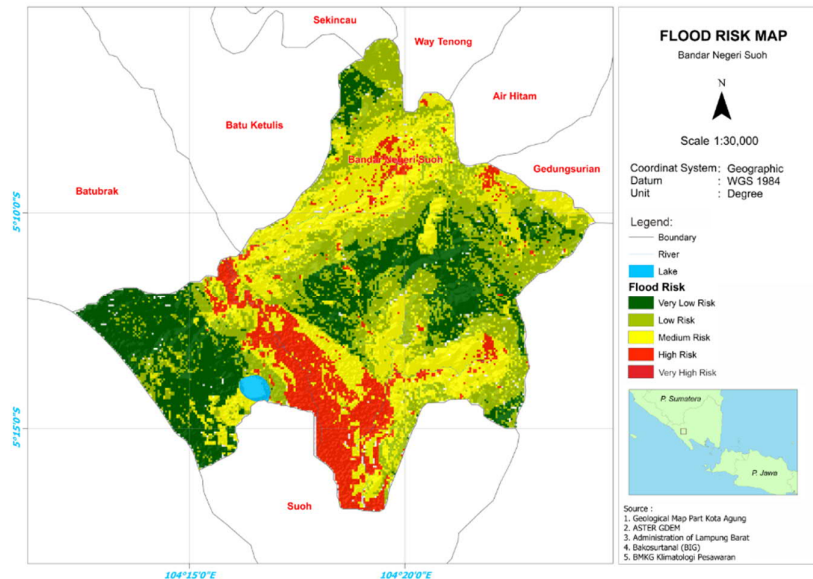 Sekincau
Way Tenong
Air Hitam
Batu Ketulis
Bandar Negeri Suoh
Gedungsurian
Batubrak
Suoh
5°10'0"S
5°15'0"S
104°15'0"E
104°20'0"E
FLOOD RISK MAP
Bandar Negeri Suoh
N
Scale 1:30,000
Coordinat System: Geographic
Datum : WGS 1984
Unit : Degree
Legend:
Boundary
River
Lake
Flood Risk
Very Low Risk
Low Risk
Medium Risk
High Risk
Very High Risk
P. Sumatera
P. Jawa
Source :
1. Geological Map Part Kota Agung
2. ASTER GDEM
3. Administration of Lampung Barat
4. Bakosurtanal (BIG)
5. BMKG Klimatologi Pesawaran